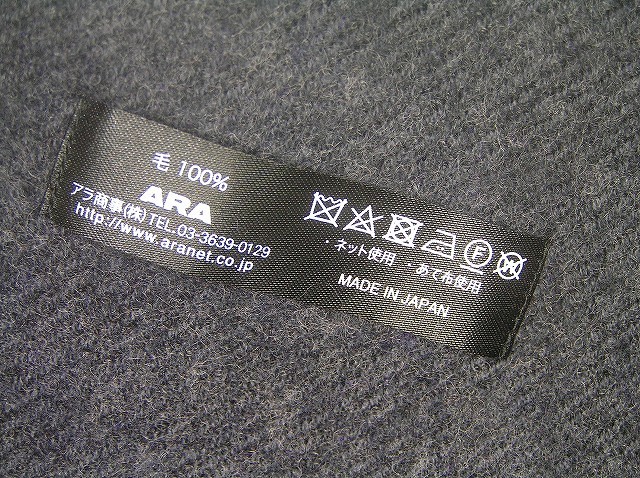 毛 100%
ARA
アラ商事(株)TEL.03-3639-0129
http://www.aranet.co.jp
F W
・ネット使用 あて布使用
MADE IN JAPAN